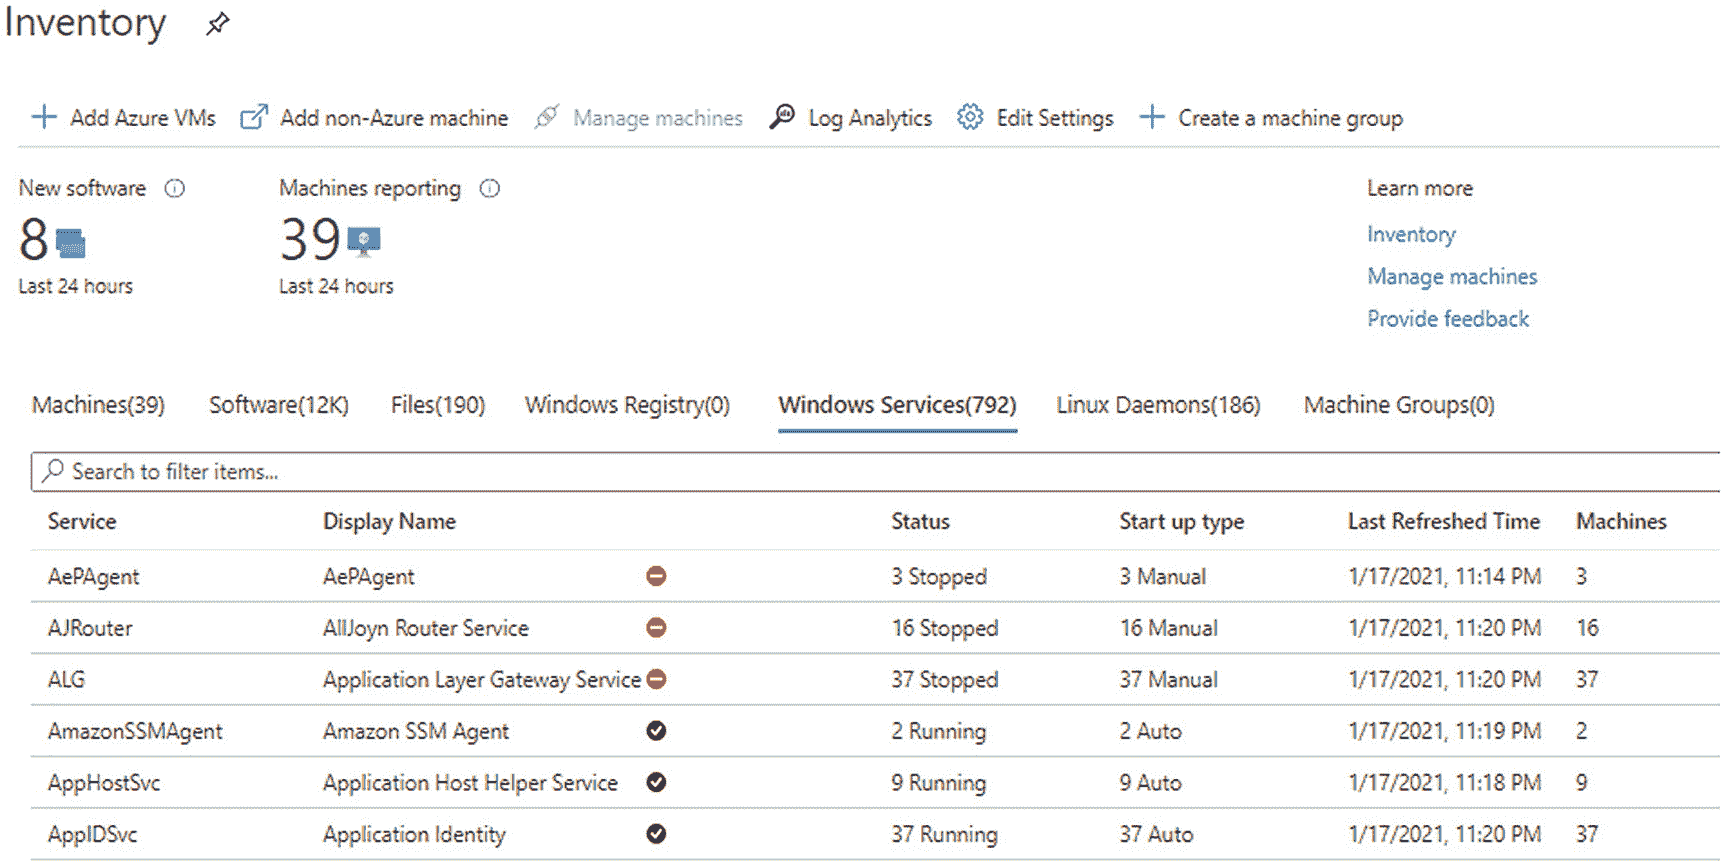 Inventory
Add Azure VMs Add non-Azure machine Manage machines Log Analytics Edit Settings Create a machine group
New software Machines reporting Learn more
8 39 Inventory
Last 24 hours Last 24 hours Manage machines
Provide feedback
Machines(39) Software(12K) Files(190) Windows Registry(0) Windows Services(792) Linux Daemons(186) Machine Groups(0)
Search to filter items...
Service Display Name Status Start up type Last Refreshed Time Machines
AePAgent AePAgent 3 Stopped 3 Manual 1/17/2021, 11:14 PM 3
AJRouter AllJoyn Router Service 16 Stopped 16 Manual 1/17/2021, 11:20 PM 16
ALG Application Layer Gateway Service 37 Stopped 37 Manual 1/17/2021, 11:20 PM 37
AmazonSSMAgent Amazon SSM Agent 2 Running 2 Auto 1/17/2021, 11:19 PM 2
AppHostSvc Application Host Helper Service 9 Running 9 Auto 1/17/2021, 11:18 PM 9
AppIDSvc Application Identity 37 Running 37 Auto 1/17/2021, 11:20 PM 37